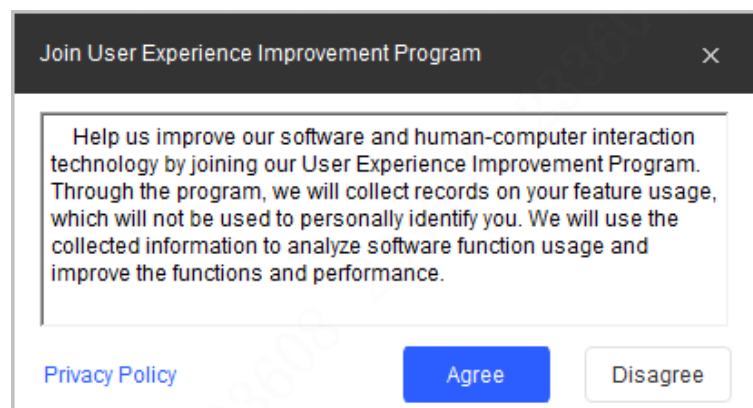 Join User Experience Improvement Program
Help us improve our software and human-computer interaction
technology by joining our User Experience Improvement Program.
Through the program, we will collect records on your feature usage,
which will not be used to personally identify you. We will use the
collected information to analyze software function usage and
improve the functions and performance.
Privacy Policy Agree Disagree